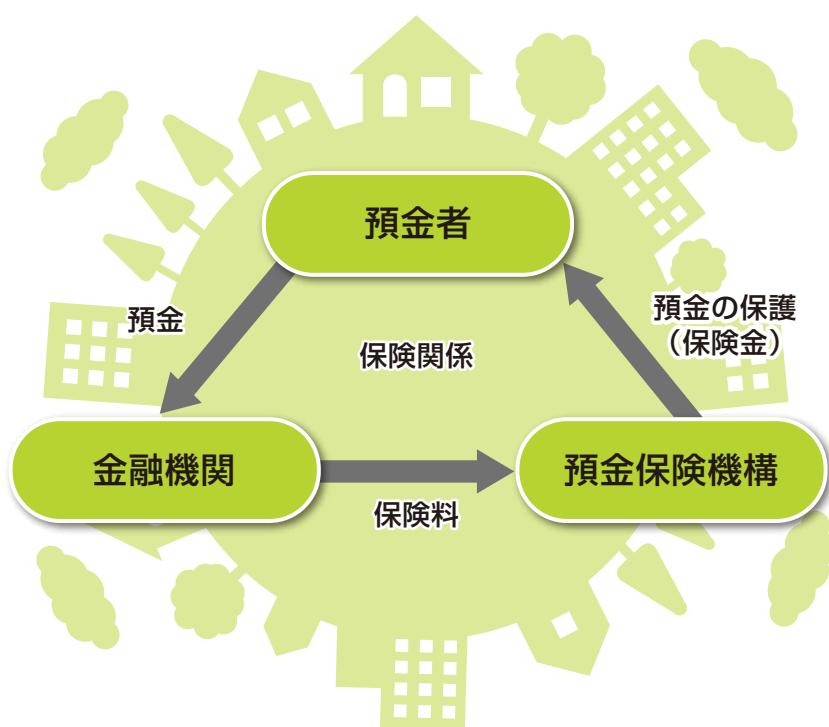 預金者
預金
預金の保護
（保険金）
保険関係
金融機関
預金保険機構
保険料